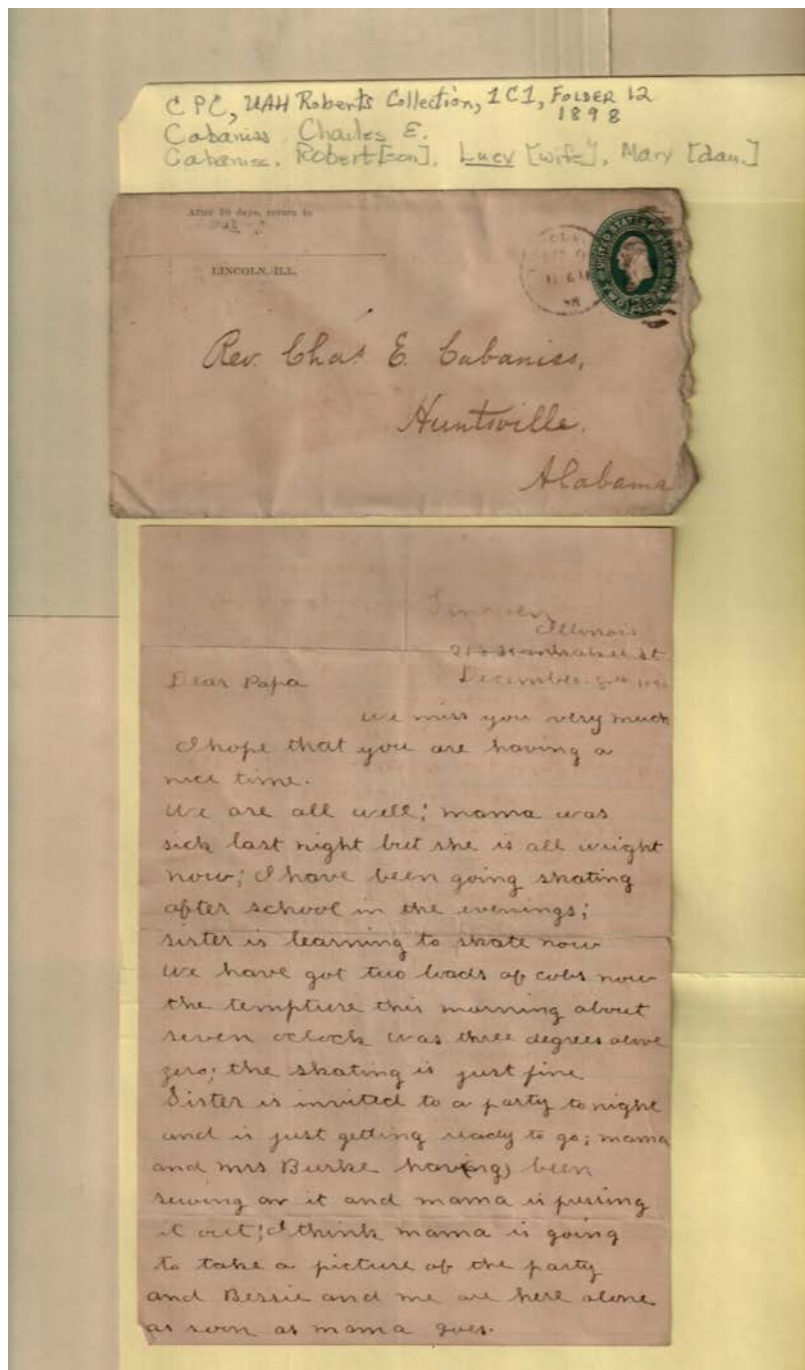 CPC, UAH Roberts Collection, 1C1, FOLDER 12
1898
Cabaniss Charles E.
Cabaniss, Robert [son], Lucy [wife], Mary [dau.]
After 10 days, return to
LINCOLN, ILL.
Rev. Chas E. Cabaniss,
Huntsville,
Alabama
Lincoln
Illinois
St
Dear Papa
December
We miss you very much
I hope that you are having a
nice time.
We are all well; mama was
sick last night but she is all wright
now; I have been going skating
after school in the evenings;
sister is learning to skate now
We have got two loads of cobs now
the tempture this morning about
seven oclock was three degrees above
zero; the skating is just fine
Sister is invited to a party tonight
and is just getting ready to go; mama
and mrs Burke hav(ing) been
sewing on it and mama is pressing
it out; I think mama is going
to take a picture of the party
and Bessie and me are here alone
as soon as mama goes.